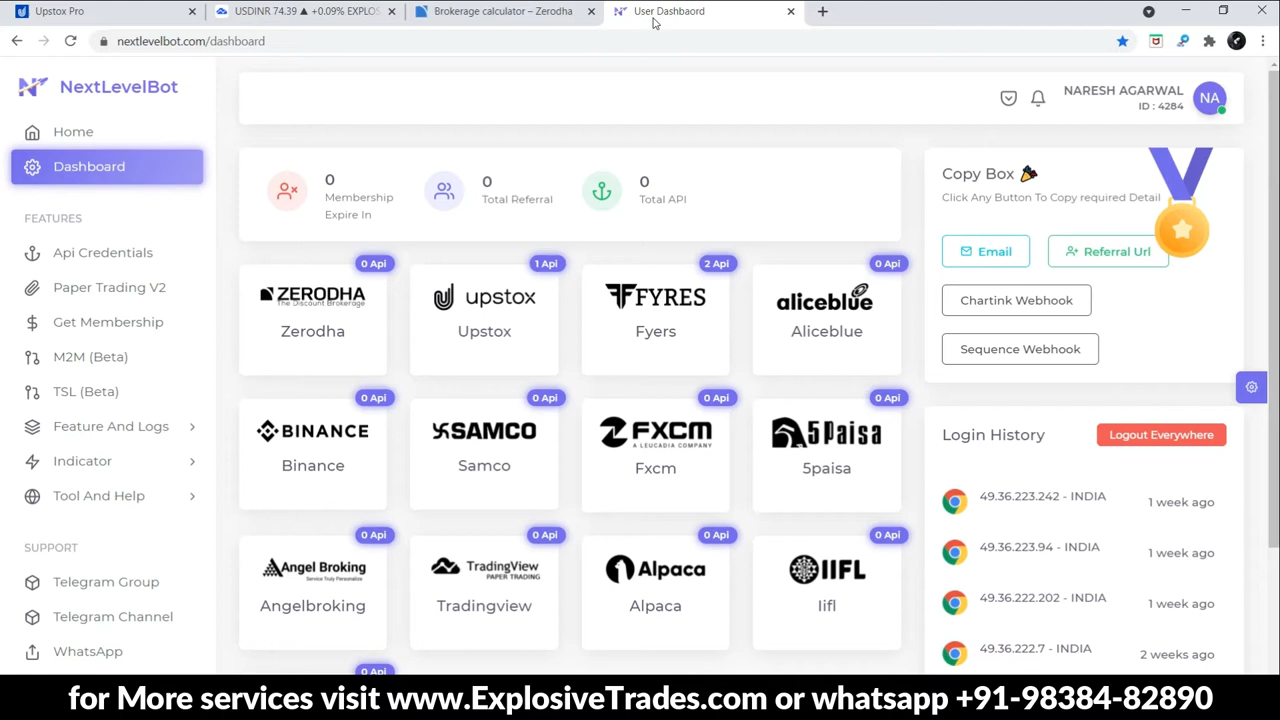 Upstox Pro
USDINR 74.39 ▲ +0.09% EXPLOS
Brokerage calculator – Zerodha
User Dashbaord
nextlevelbot.com/dashboard
NextLevelBot
Home
Dashboard
FEATURES
Api Credentials
Paper Trading V2
Get Membership
M2M (Beta)
TSL (Beta)
Feature And Logs
Indicator
Tool And Help
SUPPORT
Telegram Group
Telegram Channel
WhatsApp
NARESH AGARWAL
ID : 4284
NA
0
Membership
Expire In
0
Total Referral
0
Total API
0 Api
ZERODHA
The Discount Brokerage
Zerodha
1 Api
upstox
Upstox
2 Api
FYRES
Fyers
0 Api
aliceblue
Aliceblue
0 Api
BINANCE
Binance
0 Api
SAMCO
Samco
0 Api
FXCM
A LEUCADIA COMPANY
Fxcm
0 Api
5paisa
5paisa
0 Api
Angel Broking
Service Truly Personalize
Angelbroking
0 Api
TradingView
PAPER TRADING
Tradingview
0 Api
Alpaca
Alpaca
0 Api
IIFL
Iifl
0 Api
Copy Box
Click Any Button To Copy required Detail
Email
Referral Url
Chartink Webhook
Sequence Webhook
Login History
Logout Everywhere
49.36.223.242 - INDIA
1 week ago
49.36.223.94 - INDIA
1 week ago
49.36.222.202 - INDIA
1 week ago
49.36.222.7 - INDIA
2 weeks ago
for More services visit www.ExplosiveTrades.com or whatsapp +91-98384-82890